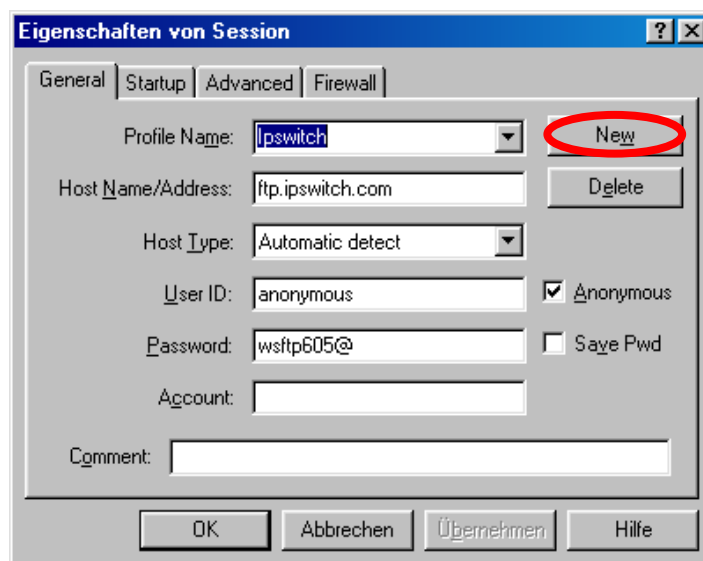 Eigenschaften von Session
General Startup Advanced Firewall
Profile Name: Ipswitch New
Host Name/Address: ftp.ipswitch.com Delete
Host Type: Automatic detect
User ID: anonymous Anonymous
Password: wsftp605@ Save Pwd
Account:
Comment:
OK Abbrechen Übernehmen Hilfe